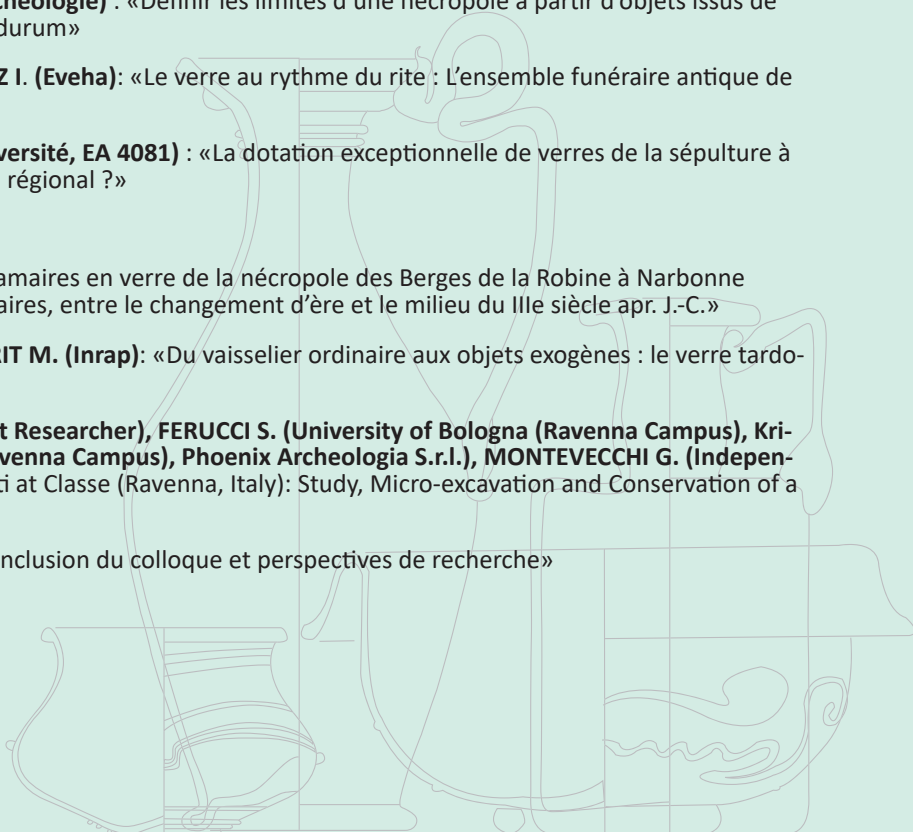 chéologie) : «Définir les limites d'une nécropole à partir d'objets issus de
durum»
Z I. (Eveha): «Le verre au rythme du rite : L'ensemble funéraire antique de
versité, EA 4081) : «La dotation exceptionnelle de verres de la sépulture à
régional ?»
amaires en verre de la nécropole des Berges de la Robine à Narbonne
aires, entre le changement d'ère et le milieu du IIIe siècle apr. J.-C.»
RIT M. (Inrap): «Du vaisselier ordinaire aux objets exogènes : le verre tardo-
t Researcher), FERUCCI S. (University of Bologna (Ravenna Campus), Kri-
venna Campus), Phoenix Archeologia S.r.l.), MONTEVECCHI G. (Indepen-
ti at Classe (Ravenna, Italy): Study, Micro-excavation and Conservation of a
nclusion du colloque et perspectives de recherche»